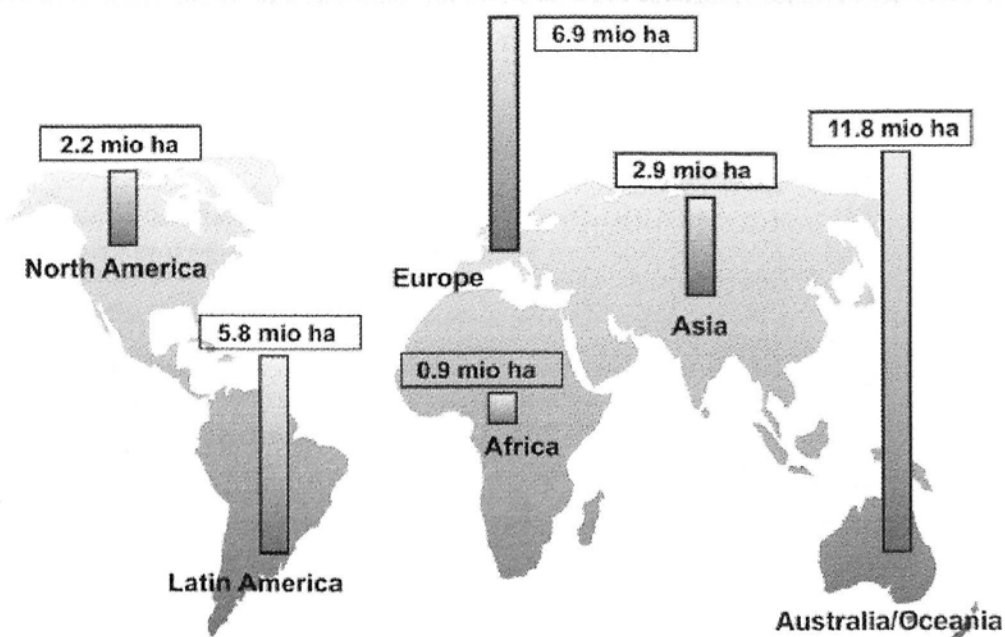 6.9 mio ha
2.2 mio ha
11.8 mio ha
2.9 mio ha
North America
Europe
Asia
5.8 mio ha
0.9 mio ha
Africa
Latin America
Australia/Oceania